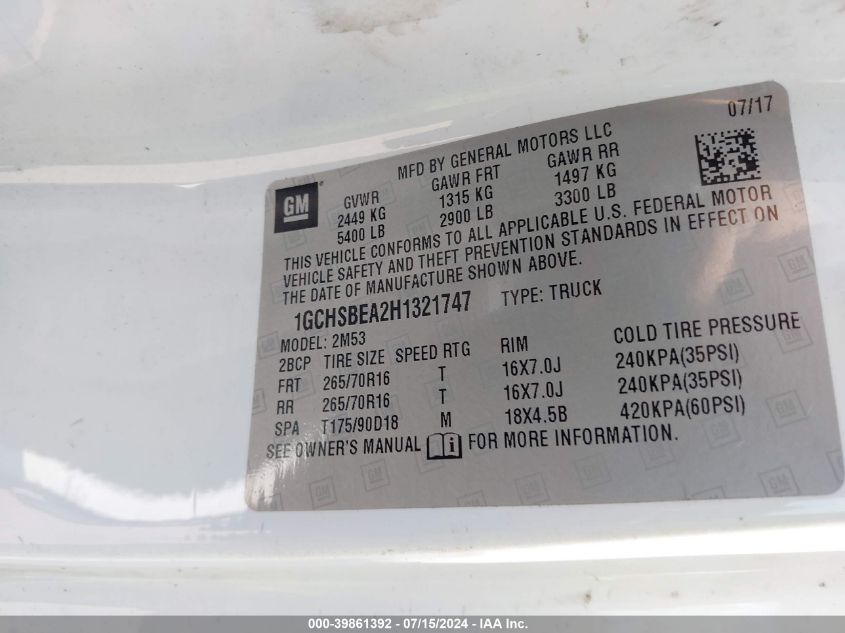 07/17
MFD BY GENERAL MOTORS LLC
GM
GVWR GAWR FRT GAWR RR
2449 KG 1315 KG 1497 KG
5400 LB 2900 LB 3300 LB
THIS VEHICLE CONFORMS TO ALL APPLICABLE U.S. FEDERAL MOTOR
VEHICLE SAFETY AND THEFT PREVENTION STANDARDS IN EFFECT ON
THE DATE OF MANUFACTURE SHOWN ABOVE.
1GCHSBEA2H1321747 TYPE: TRUCK
MODEL: 2M53
2BCP TIRE SIZE SPEED RTG RIM COLD TIRE PRESSURE
FRT 265/70R16 T 16X7.0J 240KPA(35PSI)
RR 265/70R16 T 16X7.0J 240KPA(35PSI)
SPA T175/90D18 M 18X4.5B 420KPA(60PSI)
SEE OWNER'S MANUAL i FOR MORE INFORMATION.
000-39861392 - 07/15/2024 - IAA Inc.